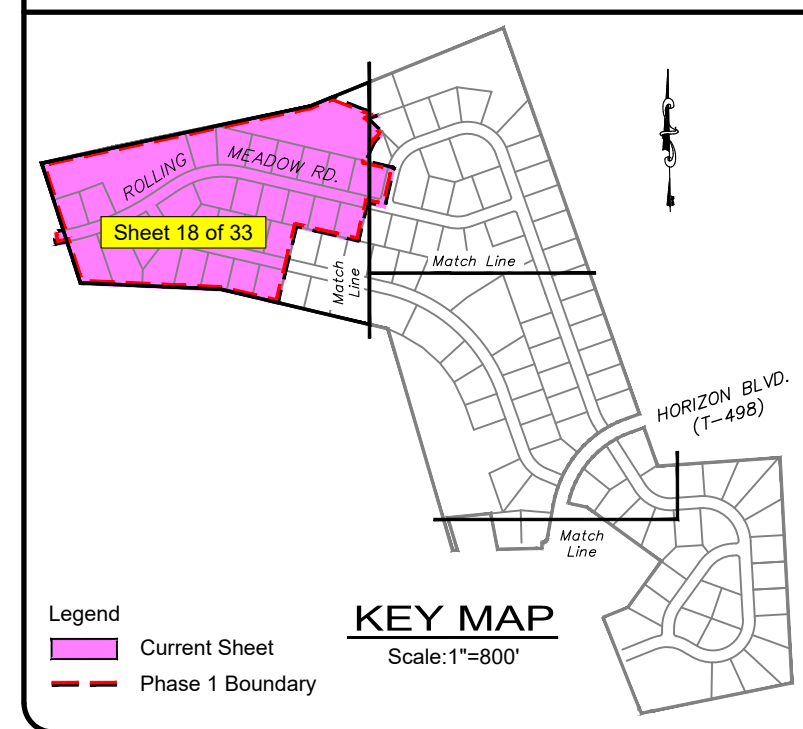 ROLLING
MEADOW RD.
Sheet 18 of 33
Match
Line
Match Line
HORIZON BLVD.
(T-498)
Match
Line
Legend
Current Sheet
Phase 1 Boundary
KEY MAP
Scale:1"=800'